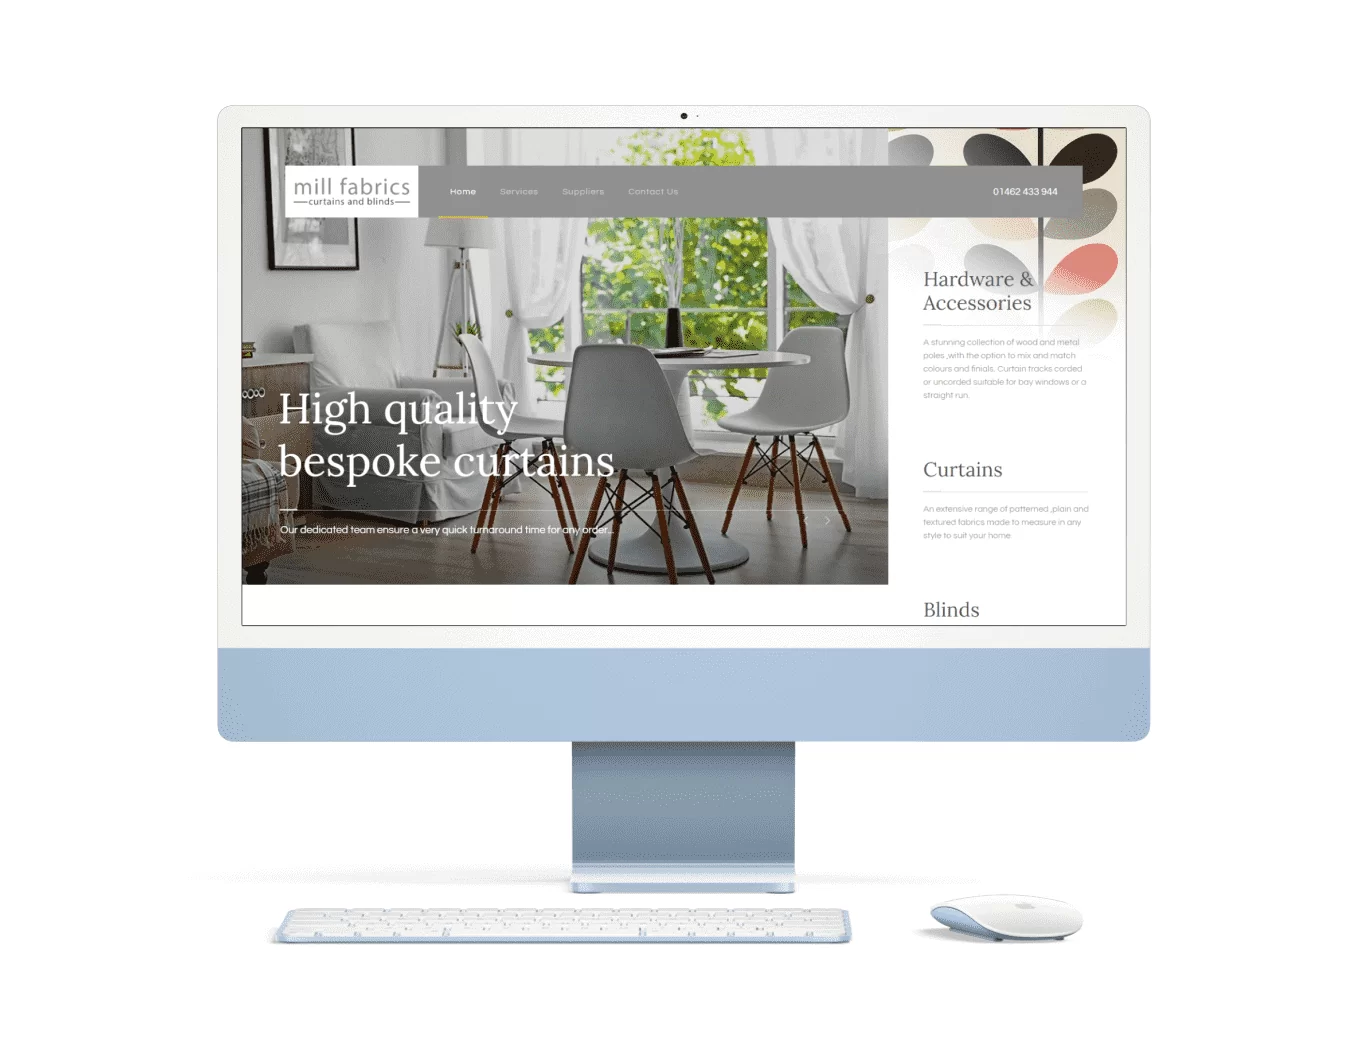 mill fabrics
curtains and blinds
Home Services Suppliers Contact Us 01462 433 944
High quality
bespoke curtains
Our dedicated team ensure a very quick turnaround time for any order...
Hardware &
Accessories
A stunning collection of wood and metal
poles ,with the option to mix and match
colours and finials. Curtain tracks corded
or uncorded suitable for bay windows or a
straight run.
Curtains
An extensive range of patterned ,plain and
textured fabrics made to measure in any
style to suit your home.
Blinds